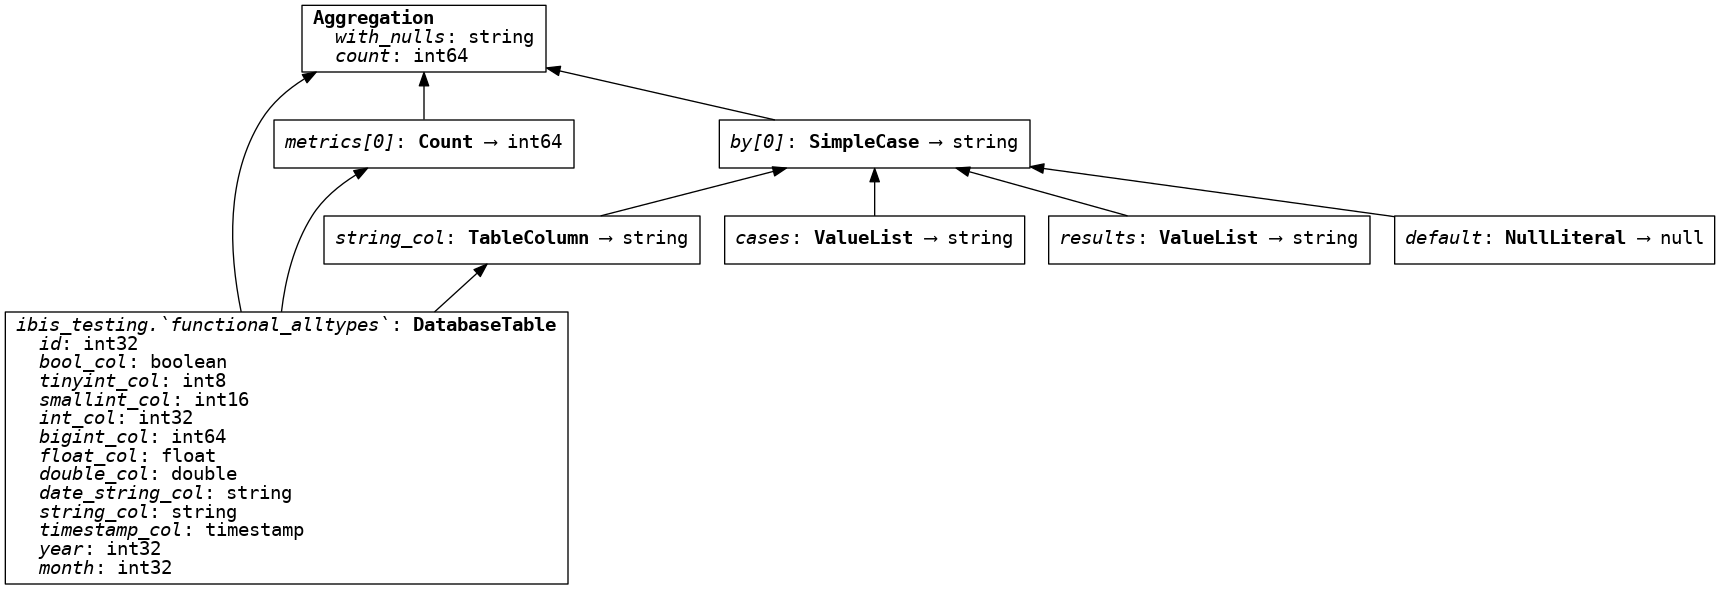 Aggregation
with_nulls: string
count: int64
metrics[0]: Count → int64
by[0]: SimpleCase → string
string_col: TableColumn → string
cases: ValueList → string
results: ValueList → string
default: NullLiteral → null
ibis_testing.`functional_alltypes`: DatabaseTable
id: int32
bool_col: boolean
tinyint_col: int8
smallint_col: int16
int_col: int32
bigint_col: int64
float_col: float
double_col: double
date_string_col: string
string_col: string
timestamp_col: timestamp
year: int32
month: int32